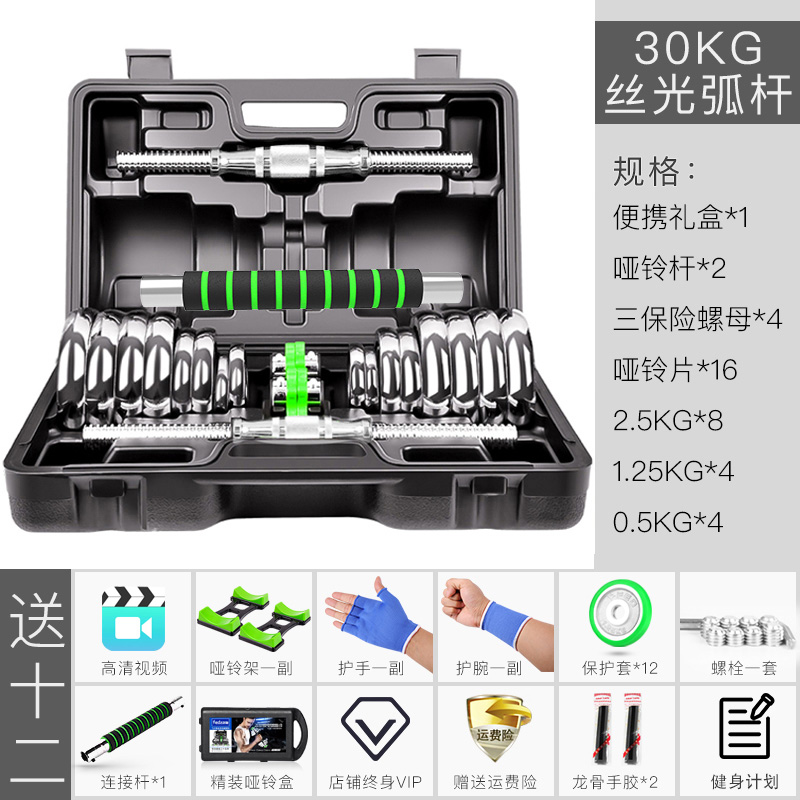 30KG
丝光弧杆
规格：
便携礼盒*1
哑铃杆*2
三保险螺母*4
哑铃片*16
2.5KG*8
1.25KG*4
0.5KG*4
送十二
高清视频
哑铃架一副
护手一副
护腕一副
保护套*12
螺栓一套
连接杆*1
精装哑铃盒
店铺终身VIP
运费险
赠送运费险
龙骨手胶*2
健身计划